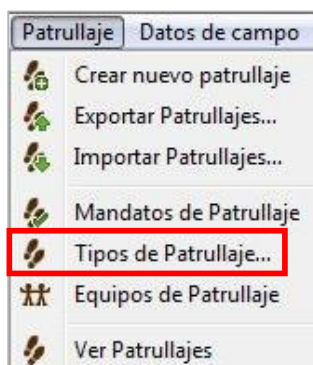 Patrullaje Datos de campo
Crear nuevo patrullaje
Exportar Patrullajes...
Importar Patrullajes...
Mandatos de Patrullaje
Tipos de Patrullaje...
Equipos de Patrullaje
Ver Patrullajes